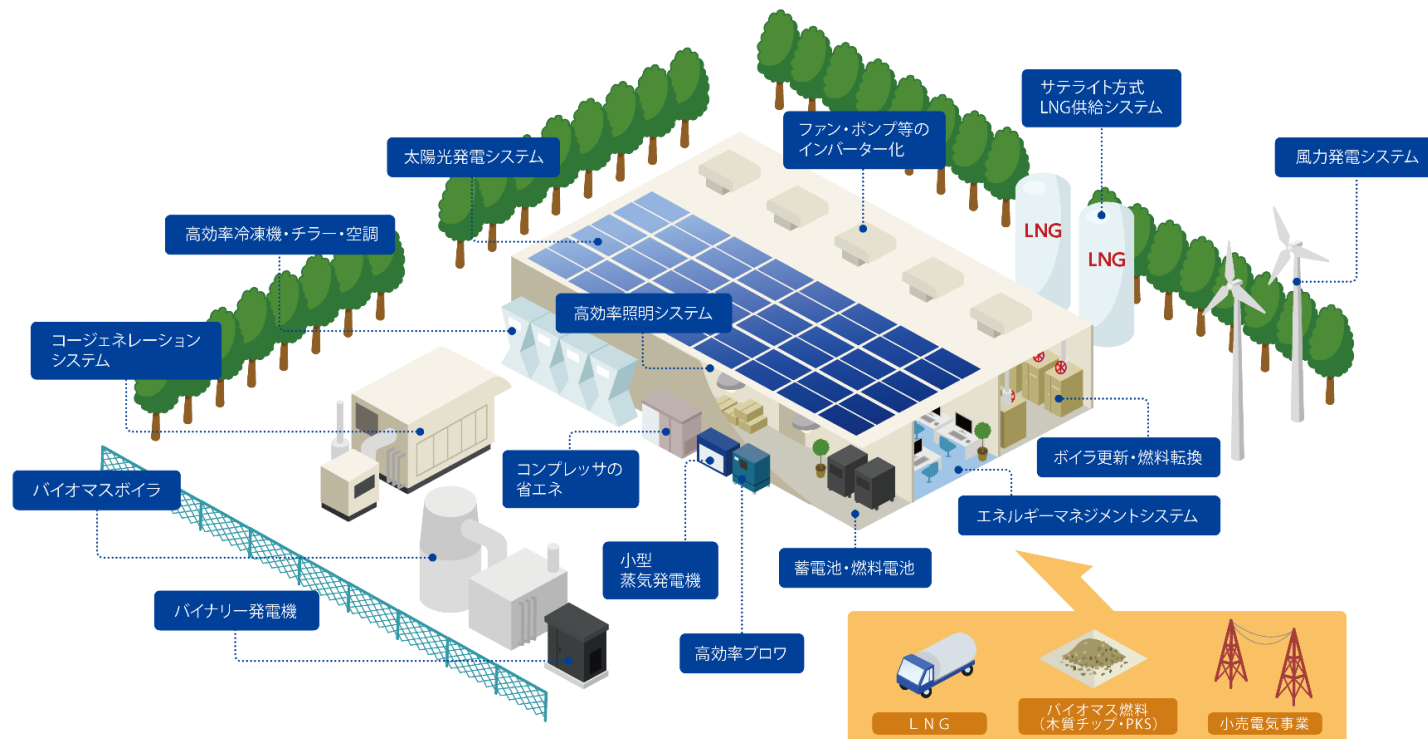 サテライト方式
LNG供給システム
ファン・ポンプ等の
インバーター化
太陽光発電システム
風力発電システム
高効率冷凍機・チラー・空調
LNG
LNG
高効率照明システム
コージェネレーション
システム
ボイラ更新・燃料転換
コンプレッサの
省エネ
バイオマスボイラ
エネルギーマネジメントシステム
小型
蒸気発電機
蓄電池・燃料電池
バイナリー発電機
高効率ブロワ
LNG
バイオマス燃料
(木質チップ・PKS)
小売電気事業